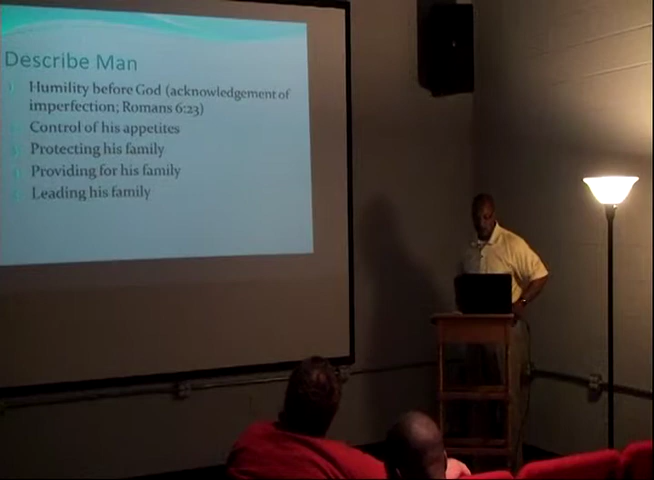 Describe Man
Humility before God (acknowledgement of
imperfection; Romans 6:23)
Control of his appetites
Protecting his family
Providing for his family
Leading his family